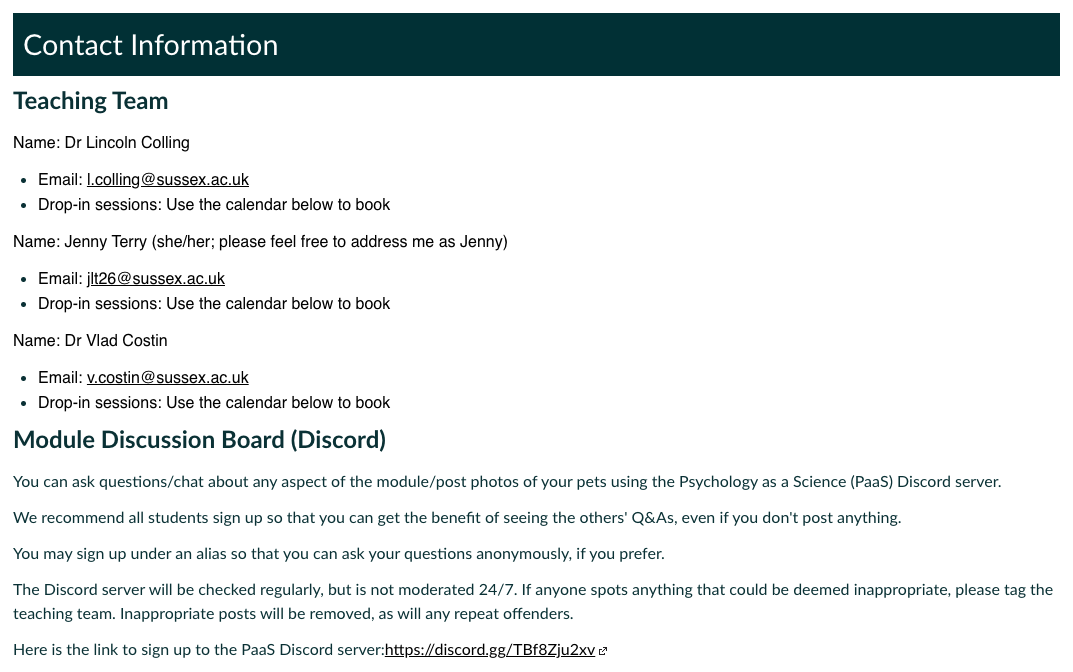 Contact Information
Teaching Team
Name: Dr Lincoln Colling
• Email: l.colling@sussex.ac.uk
• Drop-in sessions: Use the calendar below to book
Name: Jenny Terry (she/her; please feel free to address me as Jenny)
• Email: jlt26@sussex.ac.uk
• Drop-in sessions: Use the calendar below to book
Name: Dr Vlad Costin
• Email: v.costin@sussex.ac.uk
• Drop-in sessions: Use the calendar below to book
Module Discussion Board (Discord)
You can ask questions/chat about any aspect of the module/post photos of your pets using the Psychology as a Science (PaaS) Discord server.
We recommend all students sign up so that you can get the benefit of seeing the others' Q&As, even if you don't post anything.
You may sign up under an alias so that you can ask your questions anonymously, if you prefer.
The Discord server will be checked regularly, but is not moderated 24/7. If anyone spots anything that could be deemed inappropriate, please tag the
teaching team. Inappropriate posts will be removed, as will any repeat offenders.
Here is the link to sign up to the PaaS Discord server:https://discord.gg/TBf8Zju2xv